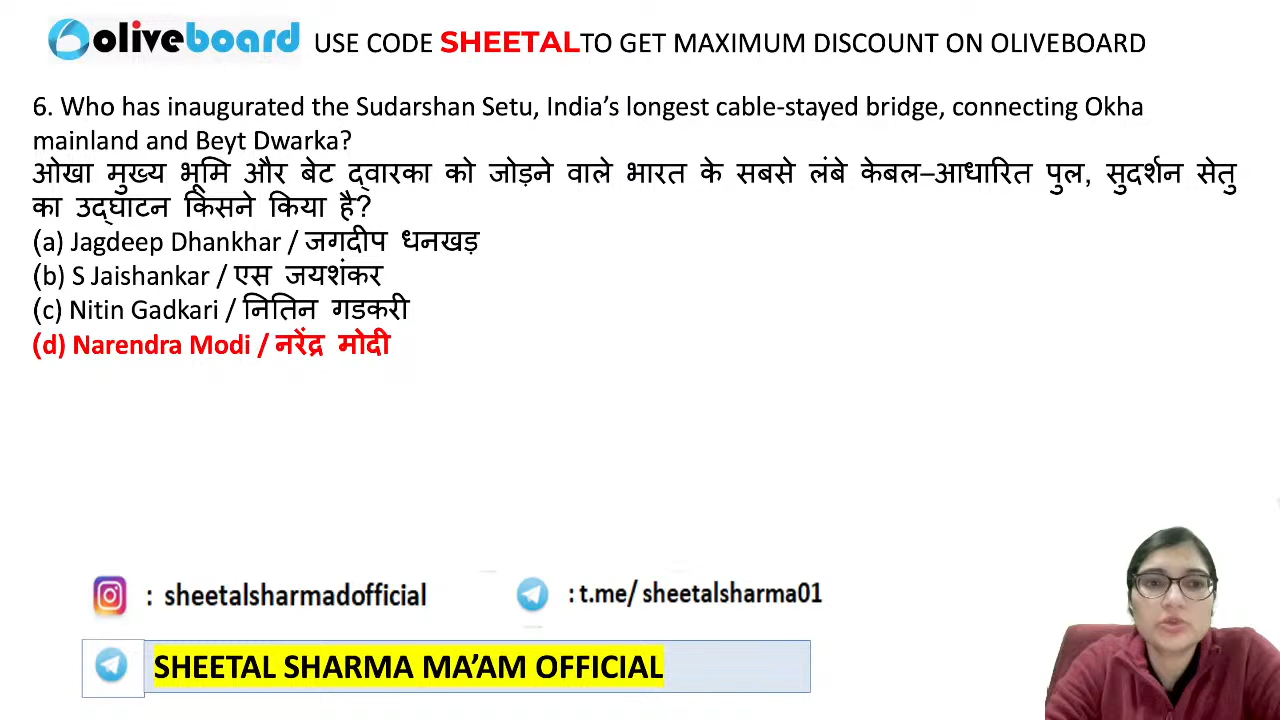 oliveboard USE CODE SHEETAL TO GET MAXIMUM DISCOUNT ON OLIVEBOARD
6. Who has inaugurated the Sudarshan Setu, India’s longest cable-stayed bridge, connecting Okha
mainland and Beyt Dwarka?
ओखा मुख्य भूमि और बेट द्वारका को जोड़ने वाले भारत के सबसे लंबे केबल–आधारित पुल, सुदर्शन सेतु
का उद्घाटन किसने किया है?
(a) Jagdeep Dhankhar / जगदीप धनखड़
(b) S Jaishankar / एस जयशंकर
(c) Nitin Gadkari / नितिन गडकरी
(d) Narendra Modi / नरेंद्र मोदी
: sheetalsharmadofficial
: t.me/ sheetalsharma01
SHEETAL SHARMA MA’AM OFFICIAL